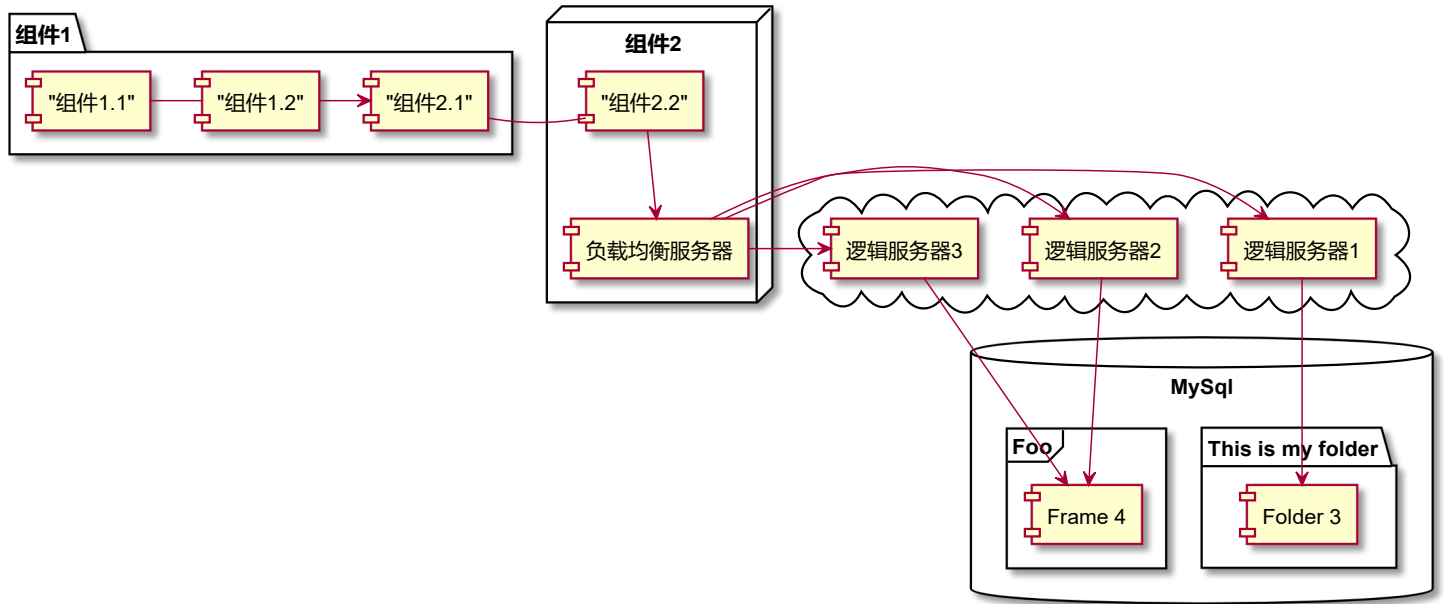 组件1
组件2
"组件1.1"
"组件1.2"
"组件2.1"
"组件2.2"
负载均衡服务器
逻辑服务器3
逻辑服务器2
逻辑服务器1
MySql
Foo
This is my folder
Frame 4
Folder 3